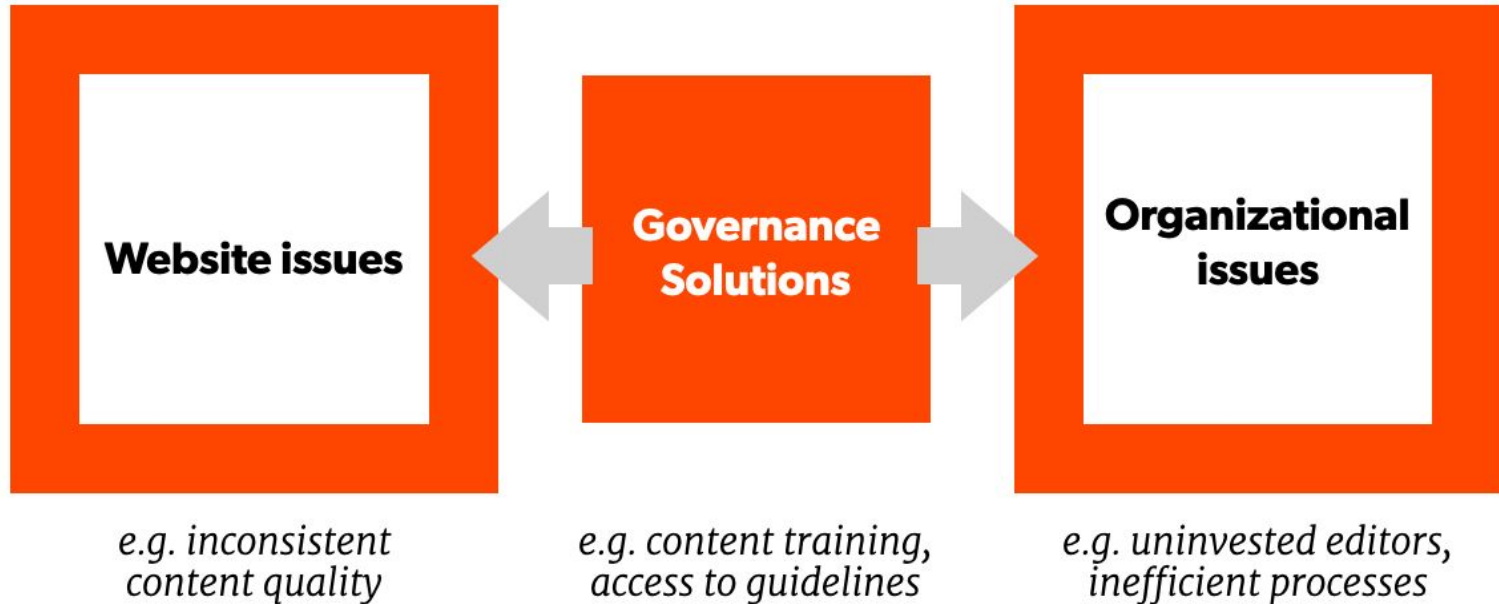 Website issues
Governance
Solutions
Organizational
issues
e.g. inconsistent
content quality
e.g. content training,
access to guidelines
e.g. uninvested editors,
inefficient processes